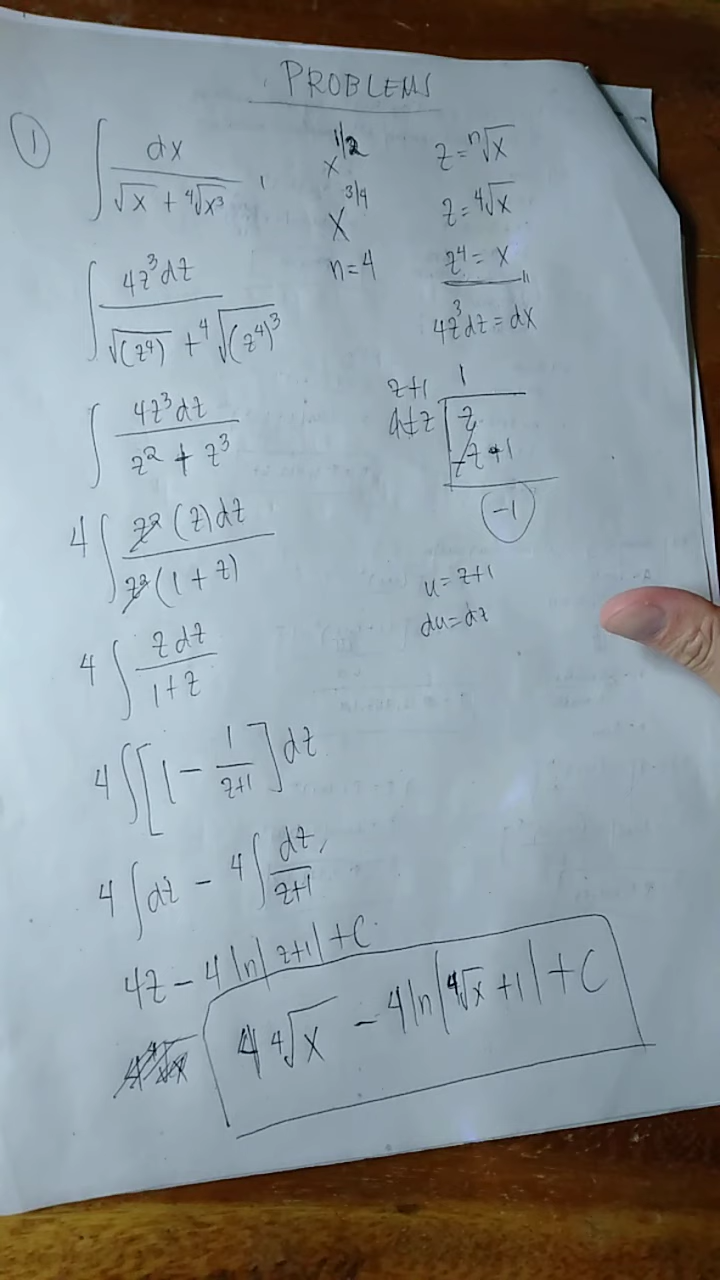 PROBLEMS
① ∫ dx / (√x + ⁴√x³)
x^1/2
x^3/4
n=4
z = ⁿ√x
z = ⁴√x
z⁴ = x
4z³dz = dx
∫ 4z³dz / (√(z⁴) + ⁴√(z⁴)³)
∫ 4z³dz / (z² + z³)
z+1
1
z
-z+1
-1
4 ∫ z²(z)dz / z²(1+z)
u = z+1
du = dz
4 ∫ zdz / (1+z)
4 ∫ [1 - 1/(z+1)] dz
4 ∫ dz - 4 ∫ dz/(z+1)
4z - 4 ln|z+1| + C
4 ⁴√x - 4 ln|⁴√x + 1| + C